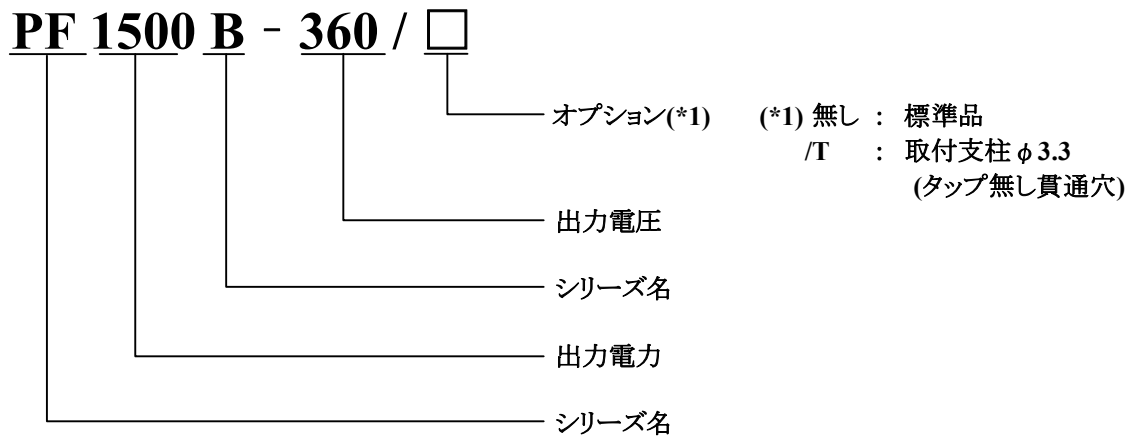 PF 1500 B - 360 / □
オプション(*1) (*1) 無し : 標準品
/T : 取付支柱φ3.3
(タップ無し貫通穴)
出力電圧
シリーズ名
出力電力
シリーズ名